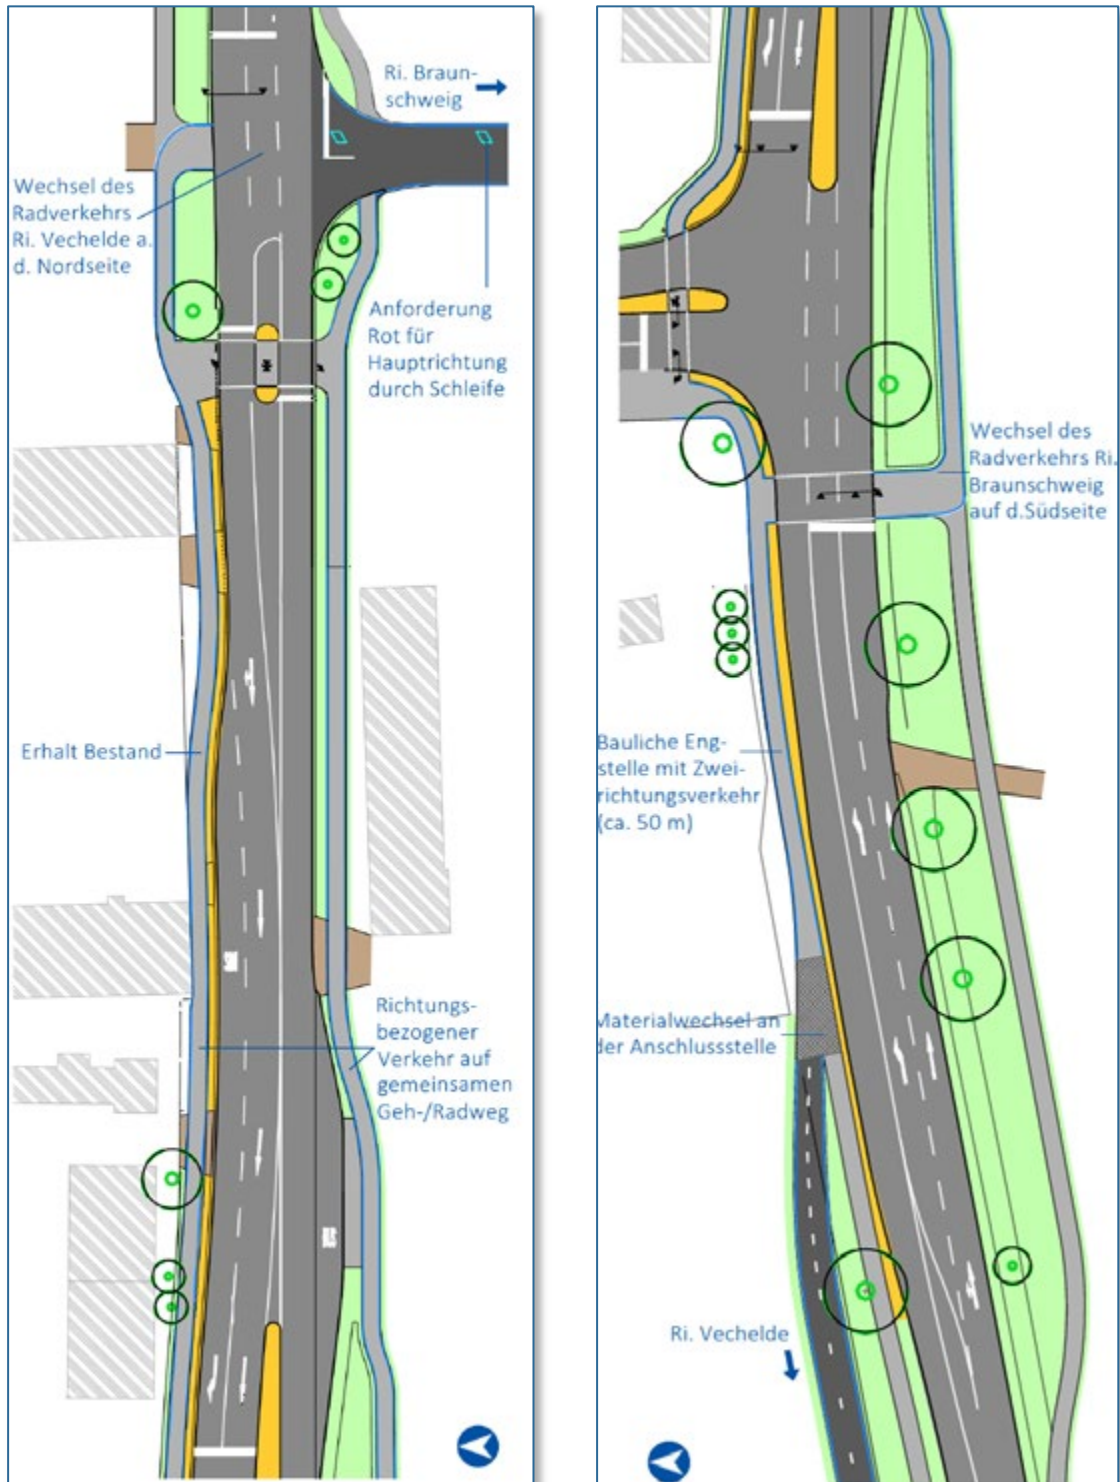 Ri. Braun-
schweig
Wechsel des
Radverkehrs
Ri. Vechelde a.
d. Nordseite
Anforderung
Rot für
Hauptrichtung
durch Schleife
Erhalt Bestand
Richtungs-
bezogener
Verkehr auf
gemeinsamen
Geh-/Radweg
Wechsel des
Radverkehrs Ri.
Braunschweig
auf d.Südseite
Bauliche Eng-
stelle mit Zwei-
richtungsverkehr
(ca. 50 m)
Materialwechsel an
der Anschlussstelle
Ri. Vechelde